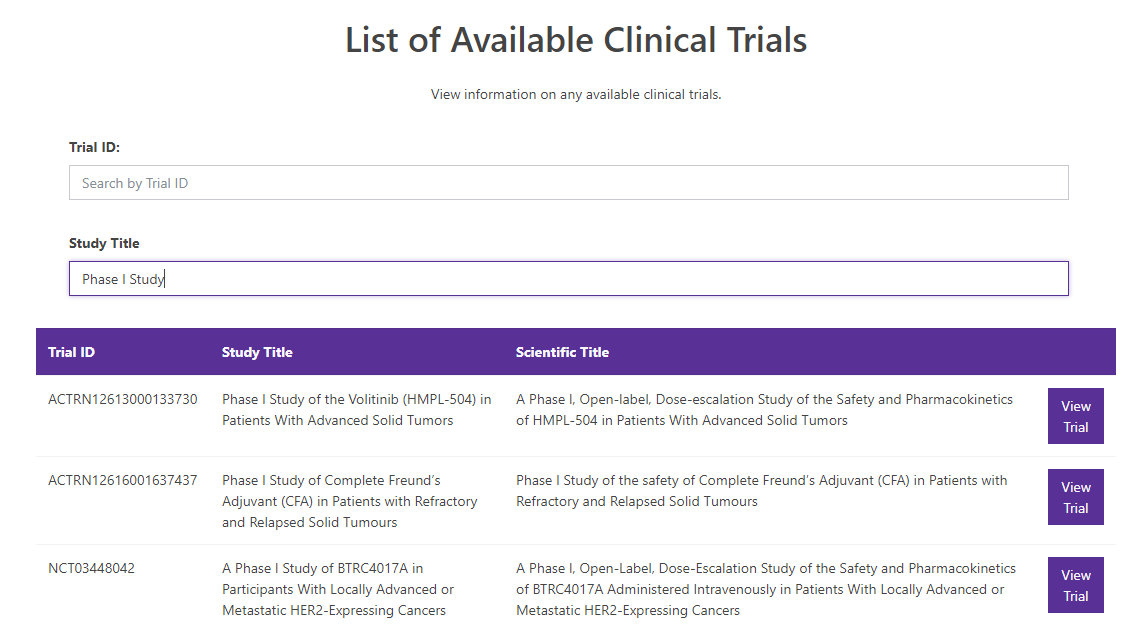 List of Available Clinical Trials
View information on any available clinical trials.
Trial ID:
Search by Trial ID
Study Title
Phase I Study
Trial ID Study Title Scientific Title
ACTRN12613000133730
Phase I Study of the Volitinib (HMPL-504) in
Patients With Advanced Solid Tumors
A Phase I, Open-label, Dose-escalation Study of the Safety and Pharmacokinetics
of HMPL-504 in Patients With Advanced Solid Tumors
View
Trial
ACTRN12616001637437
Phase I Study of Complete Freund’s
Adjuvant (CFA) in Patients with Refractory
and Relapsed Solid Tumours
Phase I Study of the safety of Complete Freund’s Adjuvant (CFA) in Patients with
Refractory and Relapsed Solid Tumours
View
Trial
NCT03448042
A Phase I Study of BTRC4017A in
Participants With Locally Advanced or
Metastatic HER2-Expressing Cancers
A Phase I, Open-Label, Dose-Escalation Study of the Safety and Pharmacokinetics
of BTRC4017A Administered Intravenously in Patients With Locally Advanced or
Metastatic HER2-Expressing Cancers
View
Trial